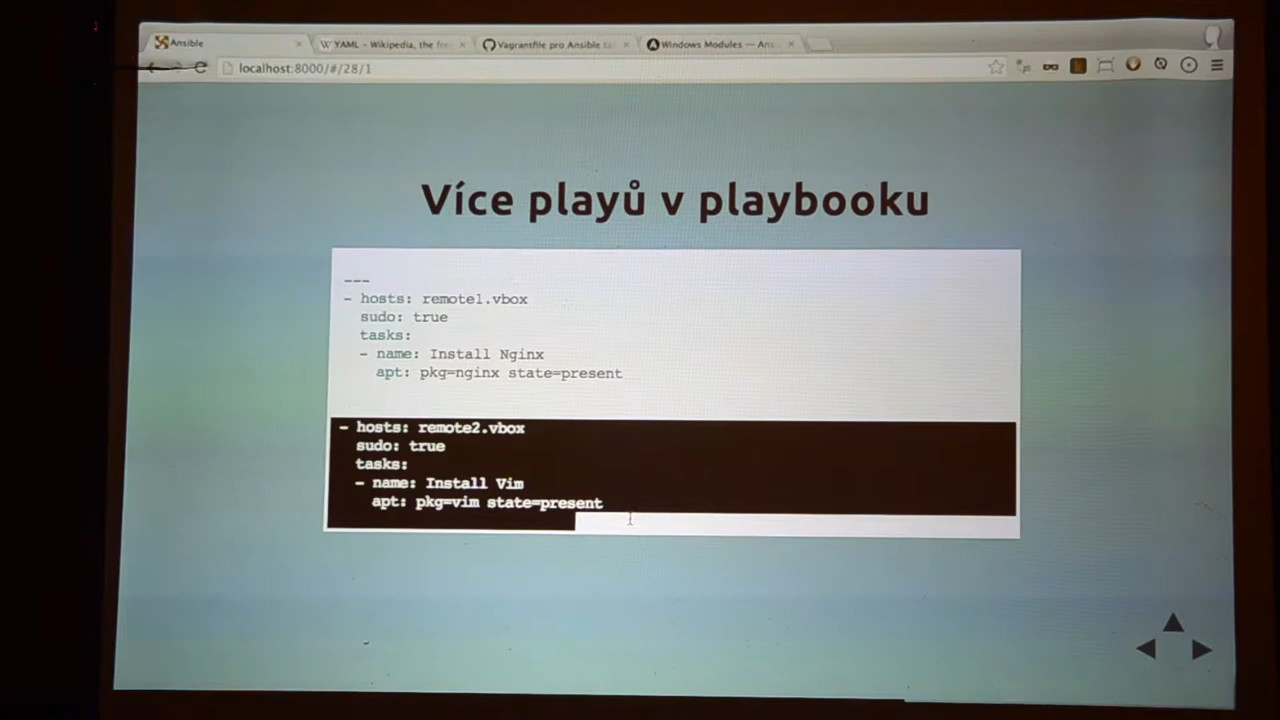 Ansible
YAML - Wikipedia, the fre
Vagrantfile pro Ansible
Windows Modules — Ans
localhost:8000/#/28/1
Více playů v playbooku
---
- hosts: remote1.vbox
sudo: true
tasks:
- name: Install Nginx
apt: pkg=nginx state=present
- hosts: remote2.vbox
sudo: true
tasks:
- name: Install Vim
apt: pkg=vim state=present